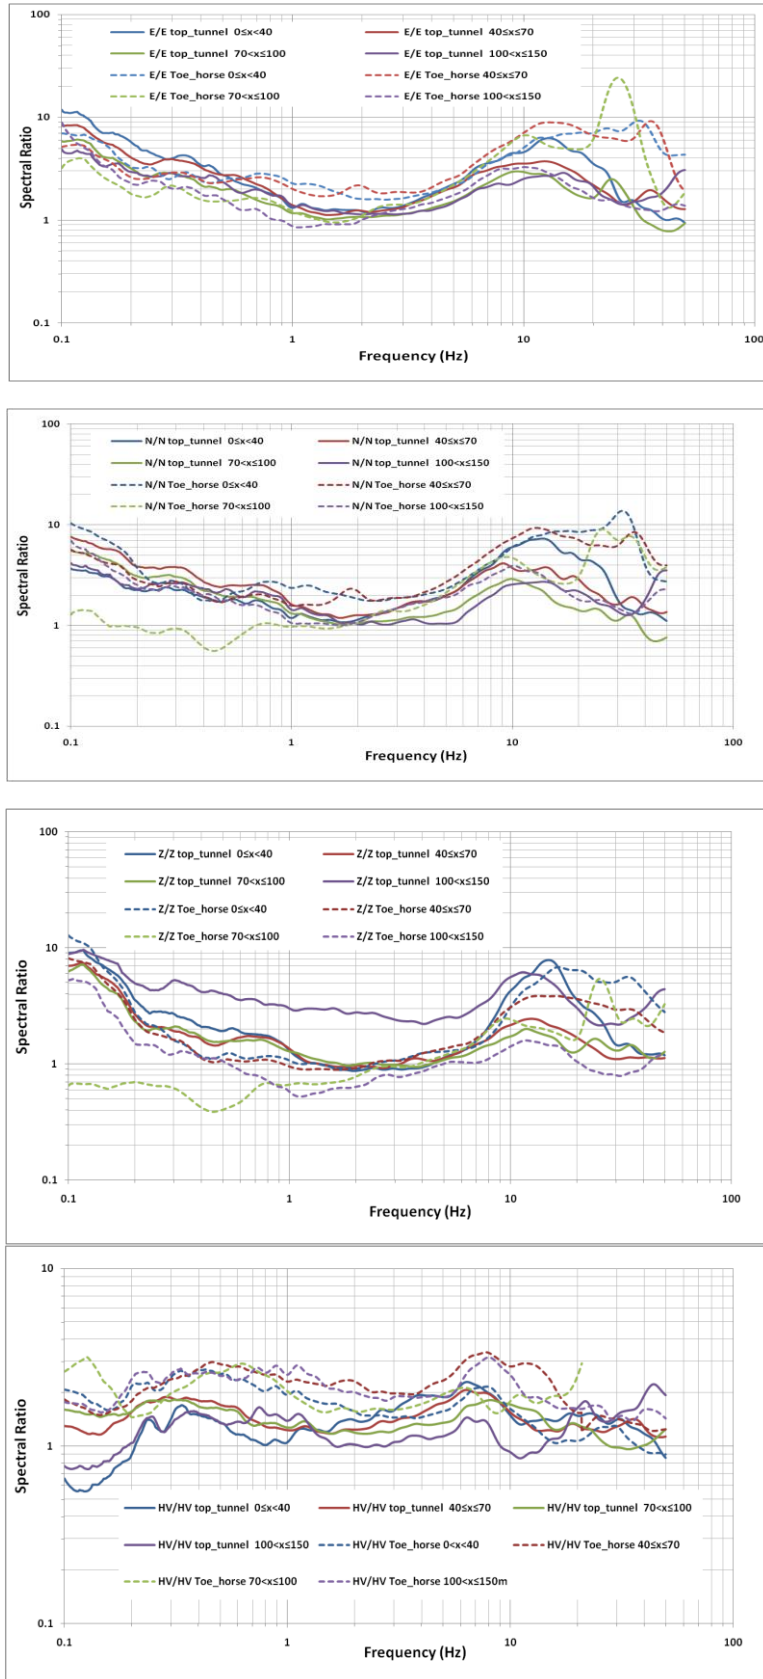 100
E/E top_tunnel 0≤x<40 E/E top_tunnel 40≤x≤70
E/E top_tunnel 70<x≤100 E/E top_tunnel 100<x≤150
E/E Toe_horse 0≤x<40 E/E Toe_horse 40≤x≤70
E/E Toe_horse 70<x≤100 E/E Toe_horse 100<x≤150
10
Spectral Ratio
1
0.1
0.1 1 10 100
Frequency (Hz)
100
N/N top_tunnel 0≤x<40 N/N top_tunnel 40≤x≤70
N/N top_tunnel 70<x≤100 N/N top_tunnel 100<x≤150
N/N Toe_horse 0≤x<40 N/N Toe_horse 40≤x≤70
N/N Toe_horse 70<x≤100 N/N Toe_horse 100<x≤150
10
Spectral Ratio
1
0.1
0.1 1 10 100
Frequency (Hz)
100
Z/Z top_tunnel 0≤x<40 Z/Z top_tunnel 40≤x≤70
Z/Z top_tunnel 70<x≤100 Z/Z top_tunnel 100<x≤150
Z/Z Toe_horse 0≤x<40 Z/Z Toe_horse 40≤x≤70
Z/Z Toe_horse 70<x≤100 Z/Z Toe_horse 100<x≤150
10
Spectral Ratio
1
0.1
0.1 1 10 100
Frequency (Hz)
10
Spectral Ratio
1
HV/HV top_tunnel 0≤x<40 HV/HV top_tunnel 40≤x≤70 HV/HV top_tunnel 70<x≤100
HV/HV top_tunnel 100<x≤150 HV/HV Toe_horse 0<x<40 HV/HV Toe_horse 40≤x≤70
HV/HV Toe_horse 70<x≤100 HV/HV Toe_horse 100<x≤150m
0.1
0.1 1 10 100
Frequency (Hz)